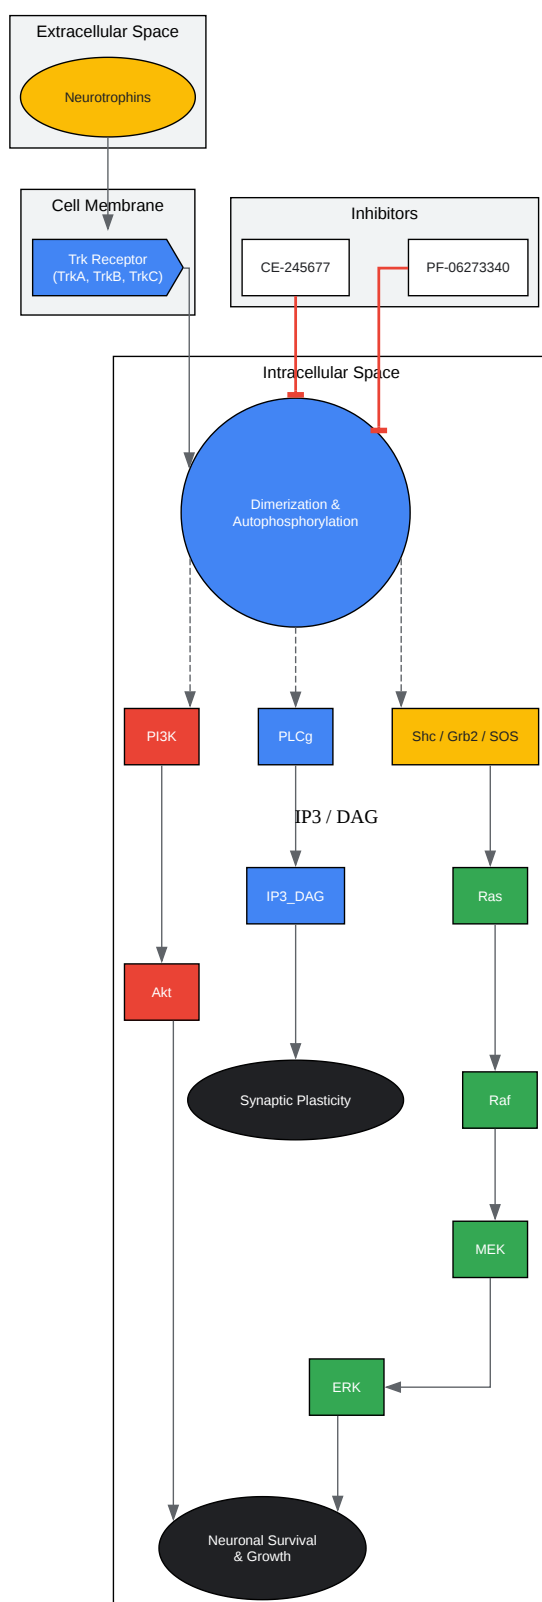 Extracellular Space
Neurotrophins
Cell Membrane
Trk Receptor
(TrkA, TrkB, TrkC)
Inhibitors
CE-245677
PF-06273340
Intracellular Space
Dimerization &
Autophosphorylation
PI3K
PLCg
Shc / Grb2 / SOS
IP3 / DAG
IP3_DAG
Ras
Akt
Synaptic Plasticity
Raf
MEK
ERK
Neuronal Survival
& Growth